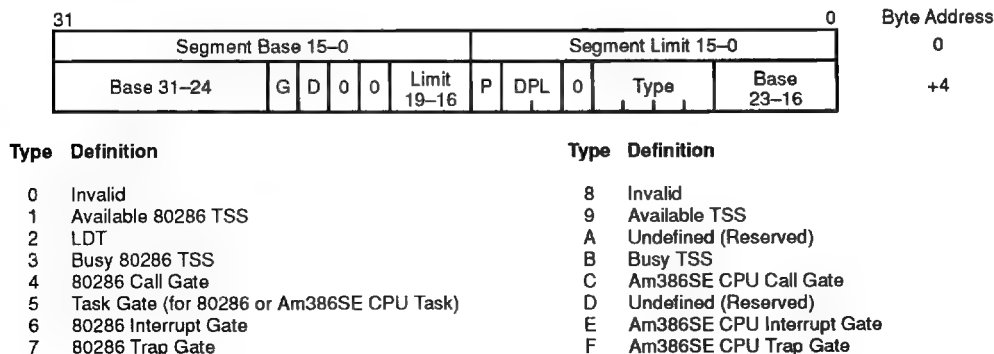 31 0 Byte Address
Segment Base 15–0 Segment Limit 15–0 0
Base 31–24 G D 0 0 Limit 19–16 P DPL 0 Type Base 23–16 +4
Type Definition
0 Invalid
1 Available 80286 TSS
2 LDT
3 Busy 80286 TSS
4 80286 Call Gate
5 Task Gate (for 80286 or Am386SE CPU Task)
6 80286 Interrupt Gate
7 80286 Trap Gate
Type Definition
8 Invalid
9 Available TSS
A Undefined (Reserved)
B Busy TSS
C Am386SE CPU Call Gate
D Undefined (Reserved)
E Am386SE CPU Interrupt Gate
F Am386SE CPU Trap Gate